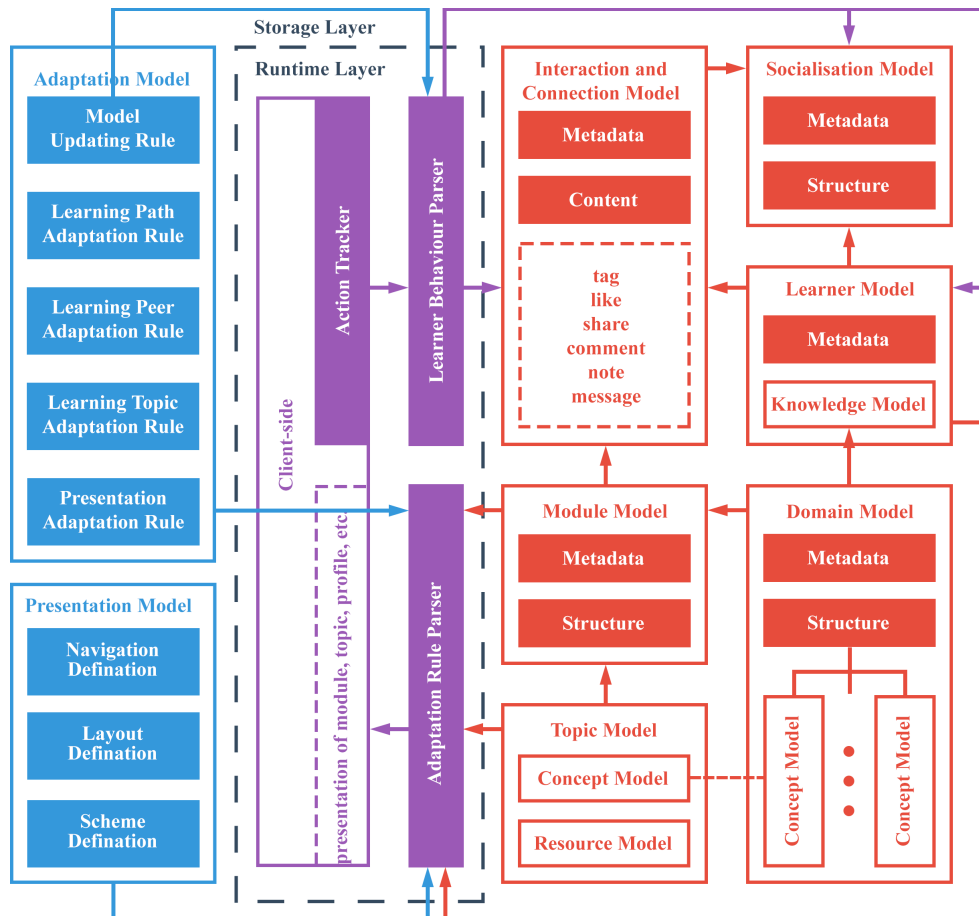 Storage Layer
Adaptation Model
Model
Updating Rule
Learning Path
Adaptation Rule
Learning Peer
Adaptation Rule
Learning Topic
Adaptation Rule
Presentation
Adaptation Rule
Presentation Model
Navigation
Defination
Layout
Defination
Scheme
Defination
Runtime Layer
Client-side
Action Tracker
presentation of module, topic, profile, etc.
Learner Behaviour Parser
Adaptation Rule Parser
Interaction and
Connection Model
Metadata
Content
tag
like
share
comment
note
message
Module Model
Metadata
Structure
Topic Model
Concept Model
Resource Model
Socialisation Model
Metadata
Structure
Learner Model
Metadata
Knowledge Model
Domain Model
Metadata
Structure
Concept Model
Concept Model